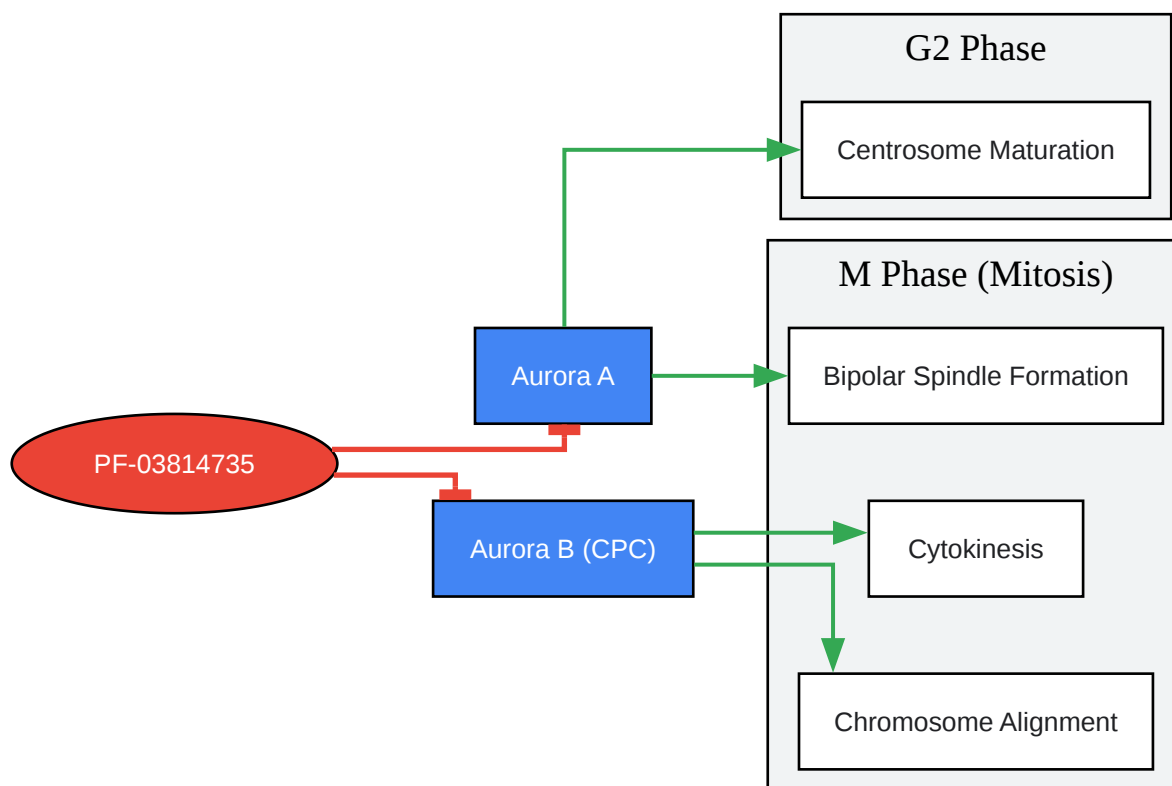 G2 Phase
Centrosome Maturation
M Phase (Mitosis)
Aurora A
Bipolar Spindle Formation
PF-03814735
Aurora B (CPC)
Cytokinesis
Chromosome Alignment